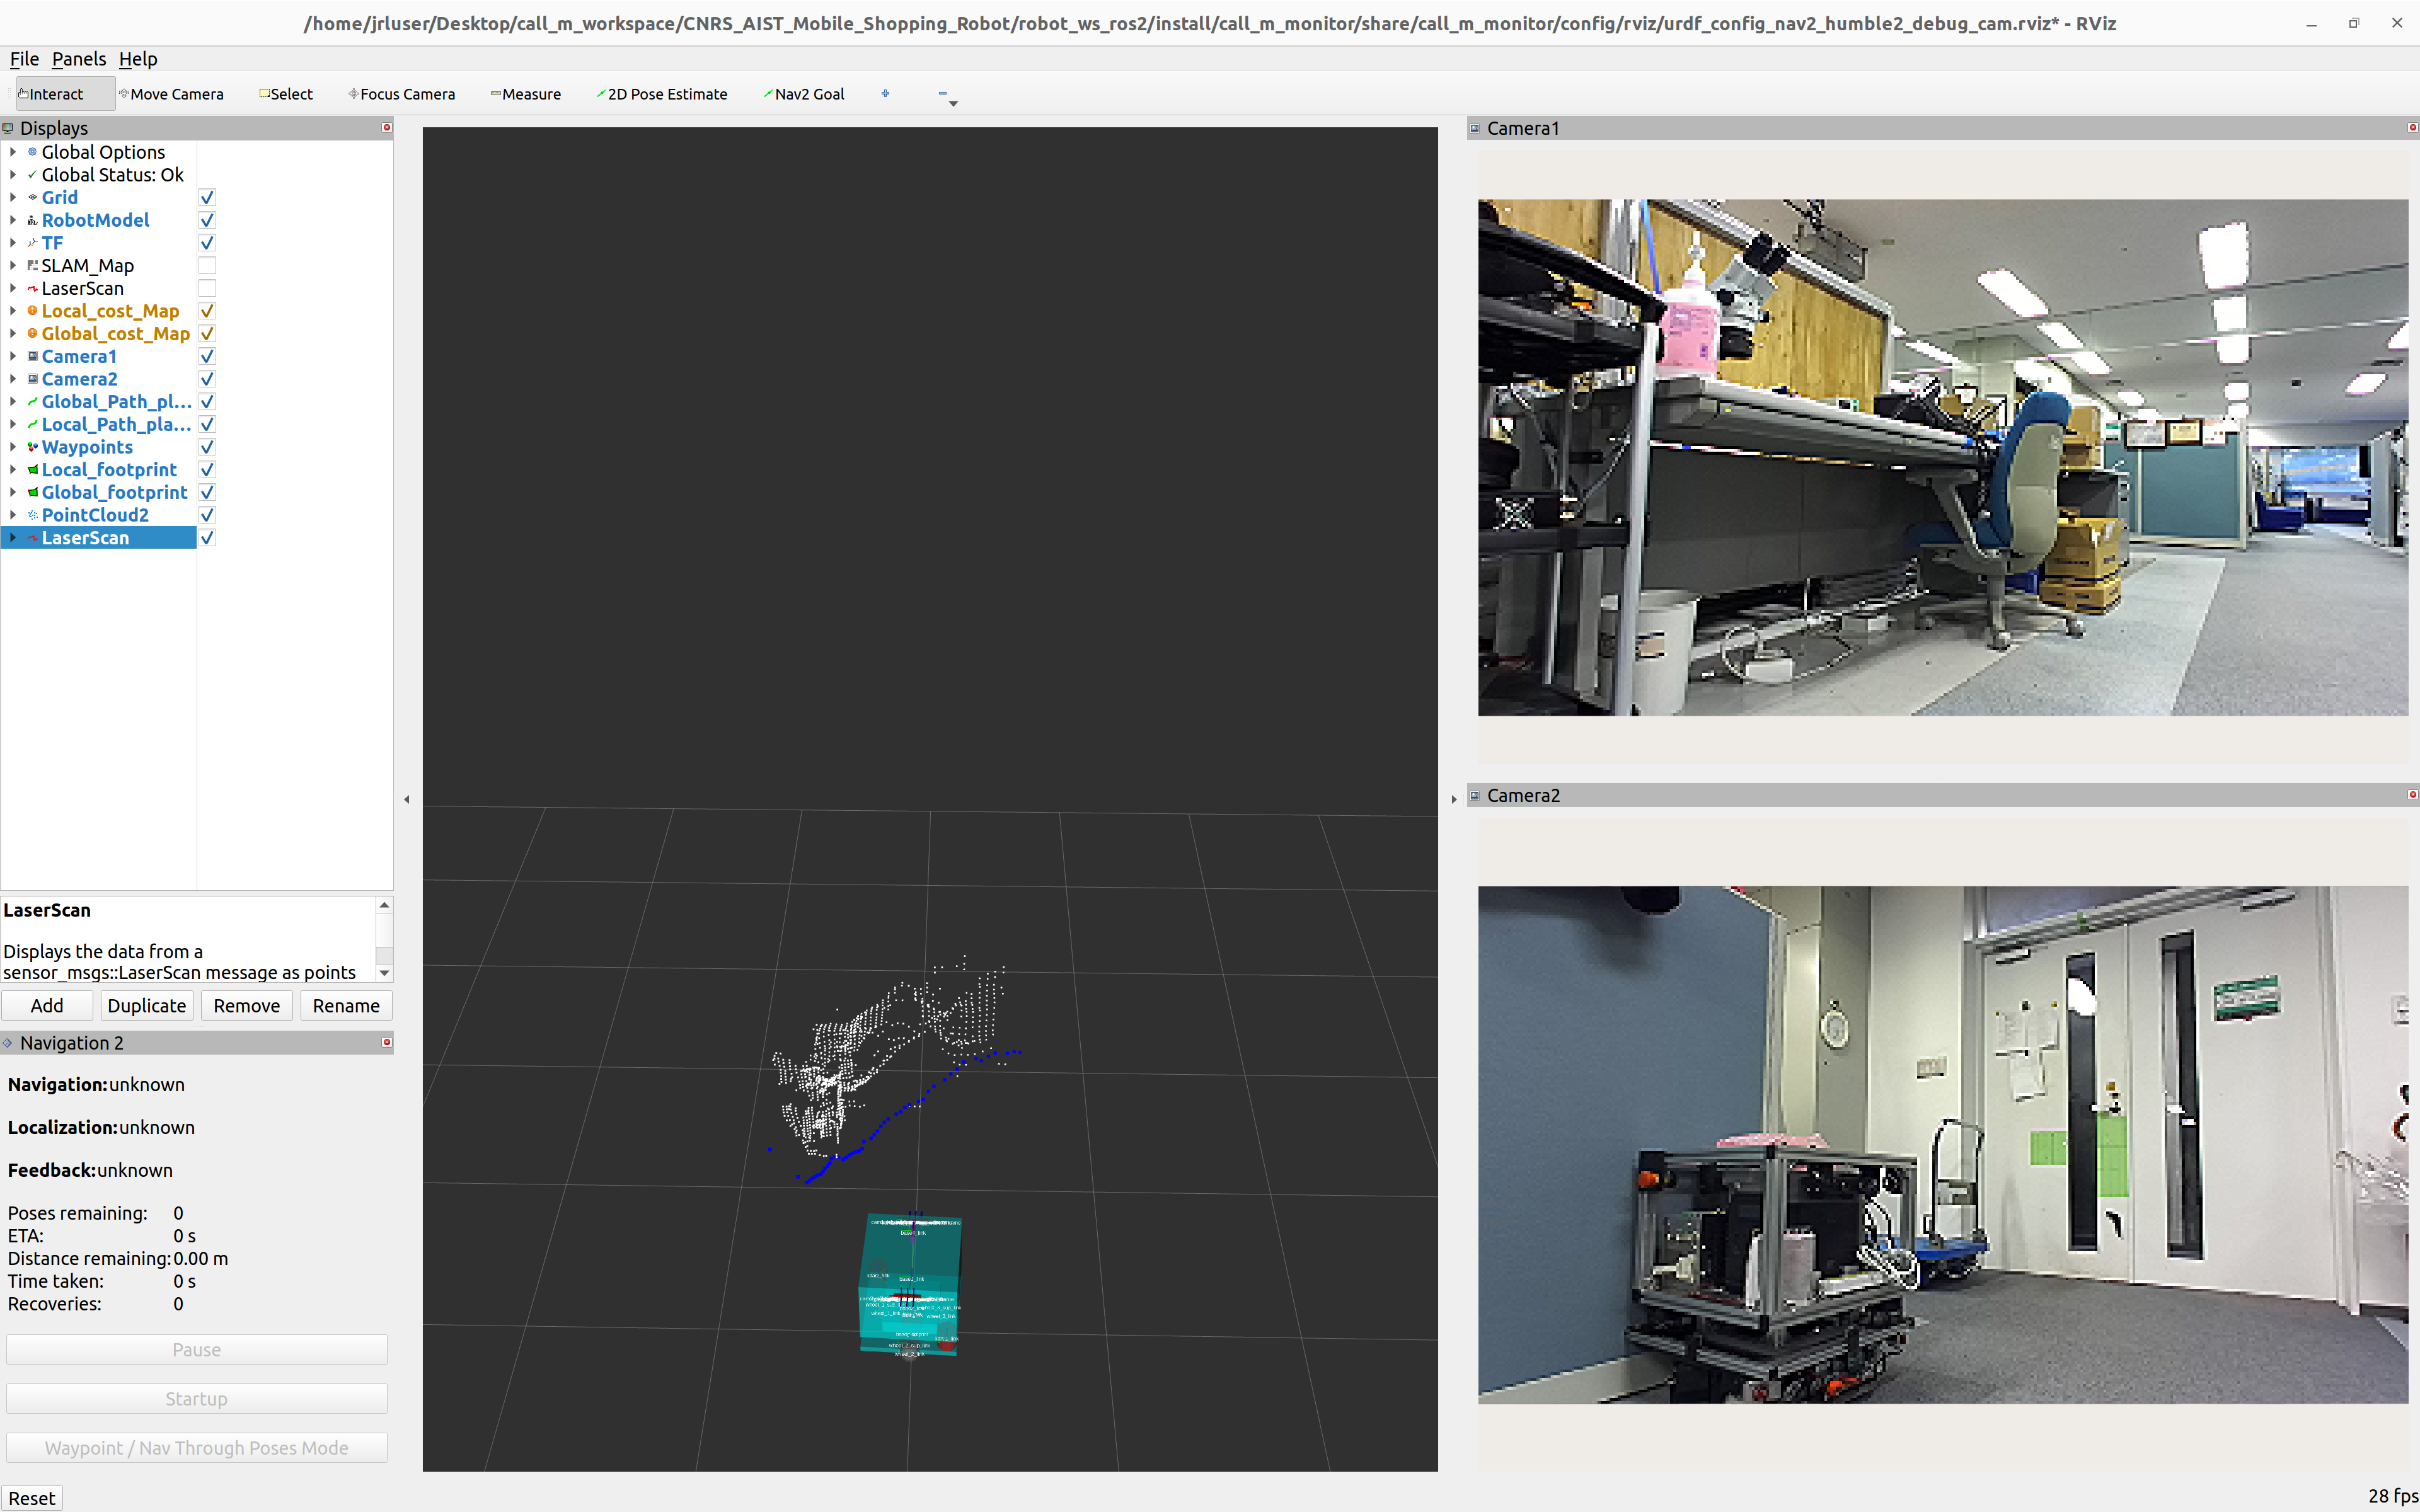 /home/jrluser/Desktop/call_m_workspace/CNRS_AIST_Mobile_Shopping_Robot/robot_ws_ros2/install/call_m_monitor/share/call_m_monitor/config/rviz/urdf_config_nav2_humble2_debug_cam.rviz* - RViz
File Panels Help
Interact Move Camera Select Focus Camera Measure 2D Pose Estimate Nav2 Goal
Displays
Global Options
Global Status: Ok
Grid
RobotModel
TF
SLAM_Map
LaserScan
Local_cost_Map
Global_cost_Map
Camera1
Camera2
Global_Path_pl...
Local_Path_pla...
Waypoints
Local_footprint
Global_footprint
PointCloud2
LaserScan
LaserScan
Displays the data from a
sensor_msgs::LaserScan message as points
Add Duplicate Remove Rename
Navigation 2
Navigation: unknown
Localization: unknown
Feedback: unknown
Poses remaining: 0
ETA: 0 s
Distance remaining: 0.00 m
Time taken: 0 s
Recoveries: 0
Pause
Startup
Waypoint / Nav Through Poses Mode
Reset
Camera1
Camera2
28 fps